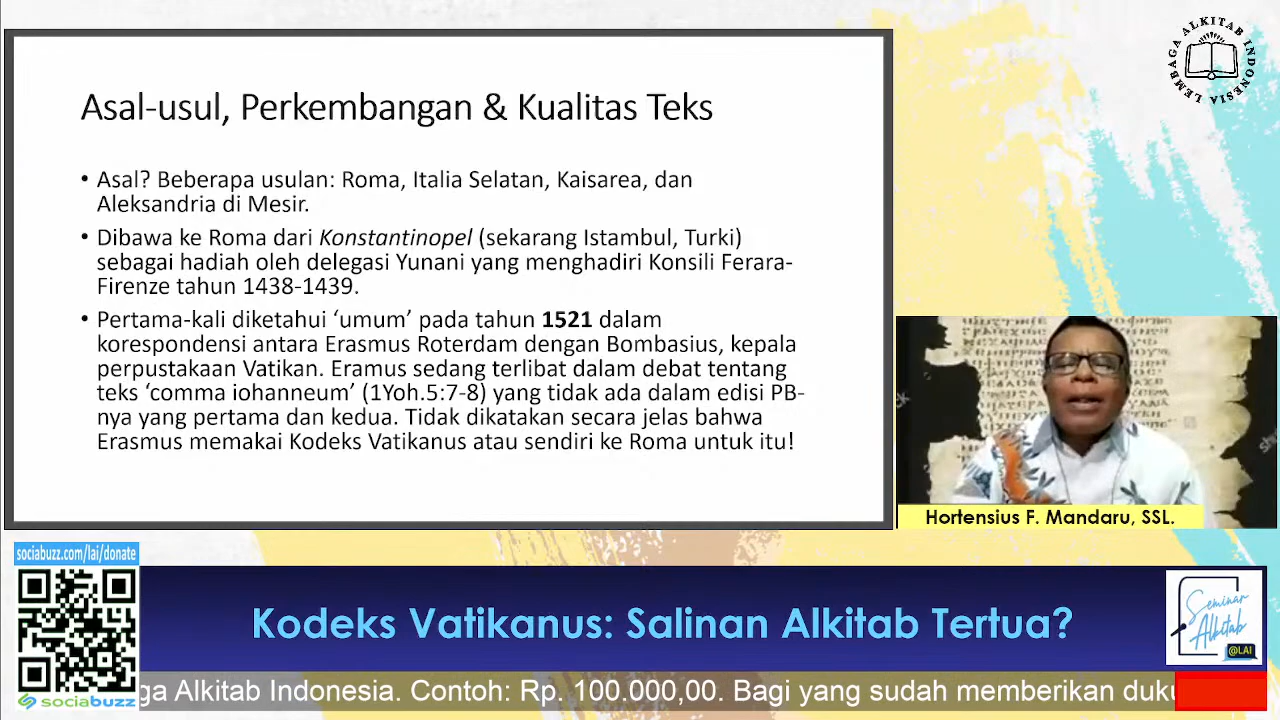 Asal-usul, Perkembangan & Kualitas Teks
• Asal? Beberapa usulan: Roma, Italia Selatan, Kaisarea, dan
Aleksandria di Mesir.
• Dibawa ke Roma dari Konstantinopel (sekarang Istambul, Turki)
sebagai hadiah oleh delegasi Yunani yang menghadiri Konsili Ferara-
Firenze tahun 1438-1439.
• Pertama-kali diketahui ‘umum’ pada tahun 1521 dalam
korespondensi antara Erasmus Roterdam dengan Bombasius, kepala
perpustakaan Vatikan. Eramus sedang terlibat dalam debat tentang
teks ‘comma iohanneum’ (1Yoh.5:7-8) yang tidak ada dalam edisi PB-
nya yang pertama dan kedua. Tidak dikatakan secara jelas bahwa
Erasmus memakai Kodeks Vatikanus atau sendiri ke Roma untuk itu!
LEMBAGA ALKITAB INDONESIA
Hortensius F. Mandaru, SSL.
sociabuzz.com/lai/donate
Kodeks Vatikanus: Salinan Alkitab Tertua?
Seminar
Alkitab
@LAI
sociabuzz
ga Alkitab Indonesia. Contoh: Rp. 100.000,00. Bagi yang sudah memberikan duku